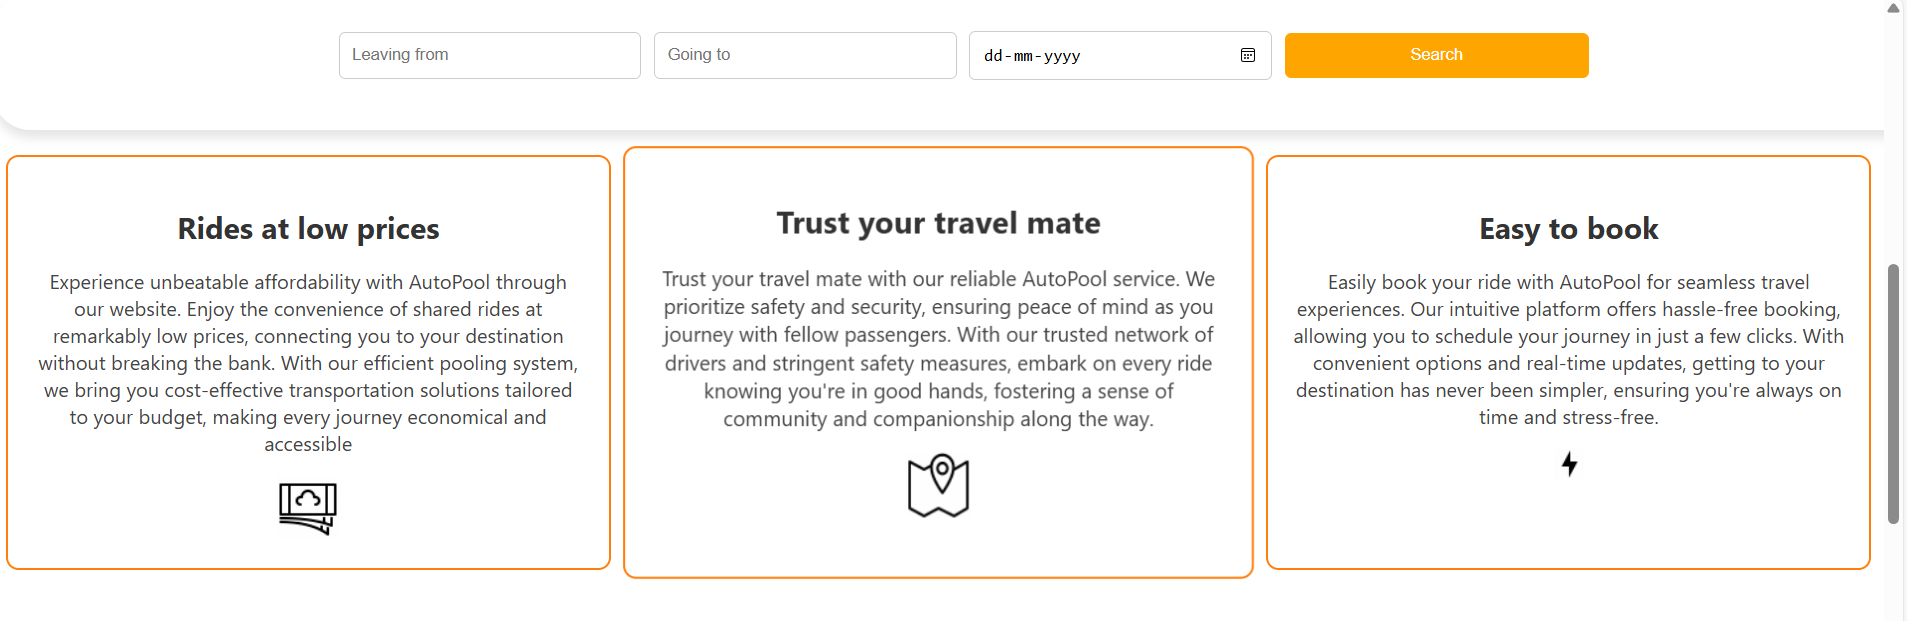 Leaving from
Going to
dd-mm-yyyy
Search
Rides at low prices
Experience unbeatable affordability with AutoPool through
our website. Enjoy the convenience of shared rides at
remarkably low prices, connecting you to your destination
without breaking the bank. With our efficient pooling system,
we bring you cost-effective transportation solutions tailored
to your budget, making every journey economical and
accessible
Trust your travel mate
Trust your travel mate with our reliable AutoPool service. We
prioritize safety and security, ensuring peace of mind as you
journey with fellow passengers. With our trusted network of
drivers and stringent safety measures, embark on every ride
knowing you're in good hands, fostering a sense of
community and companionship along the way.
Easy to book
Easily book your ride with AutoPool for seamless travel
experiences. Our intuitive platform offers hassle-free booking,
allowing you to schedule your journey in just a few clicks. With
convenient options and real-time updates, getting to your
destination has never been simpler, ensuring you're always on
time and stress-free.